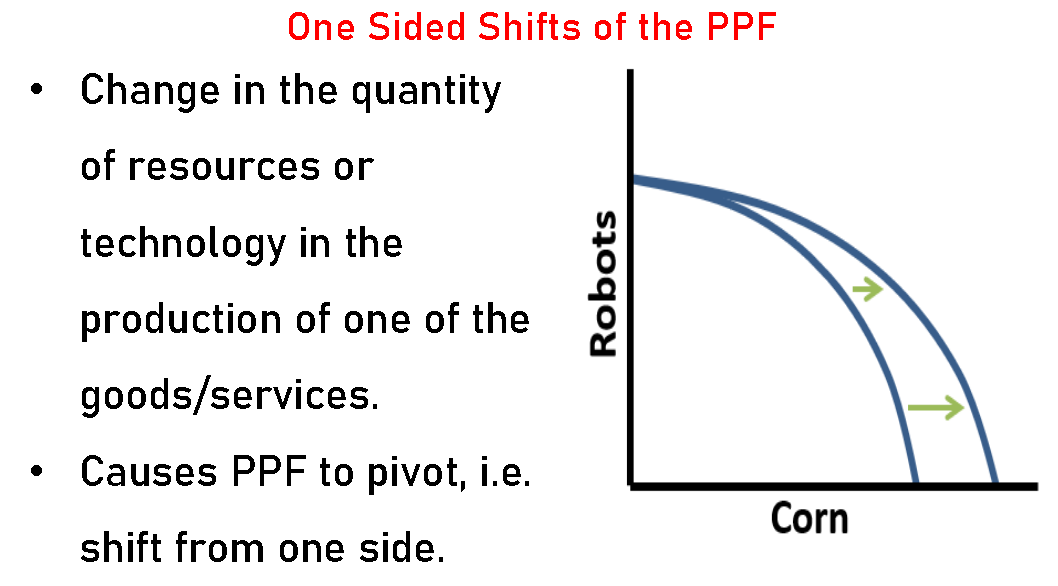 One Sided Shifts of the PPF
• Change in the quantity
of resources or
technology in the
production of one of the
goods/services.
• Causes PPF to pivot, i.e.
shift from one side.
Robots
Corn